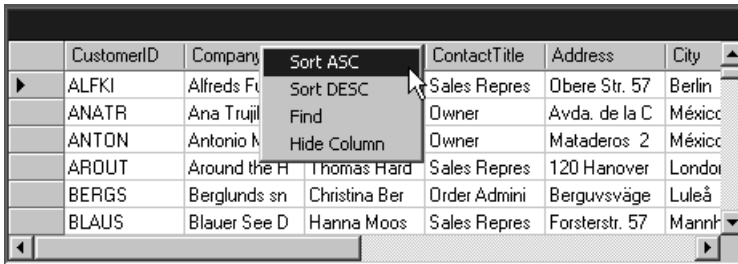 CustomerID Company ContactTitle Address City
Sort ASC
Sort DESC
Find
Hide Column
ALFKI Alfreds Fu Sales Repres Obere Str. 57 Berlin
ANATR Ana Trujil Owner Avda. de la C México
ANTON Antonio M Owner Mataderos 2 México
AROUT Around the H Thomas Hard Sales Repres 120 Hanover London
BERGS Berglunds sn Christina Ber Order Admini Berguvsväge Luleå
BLAUS Blauer See D Hanna Moos Sales Repres Forsterstr. 57 Mannh